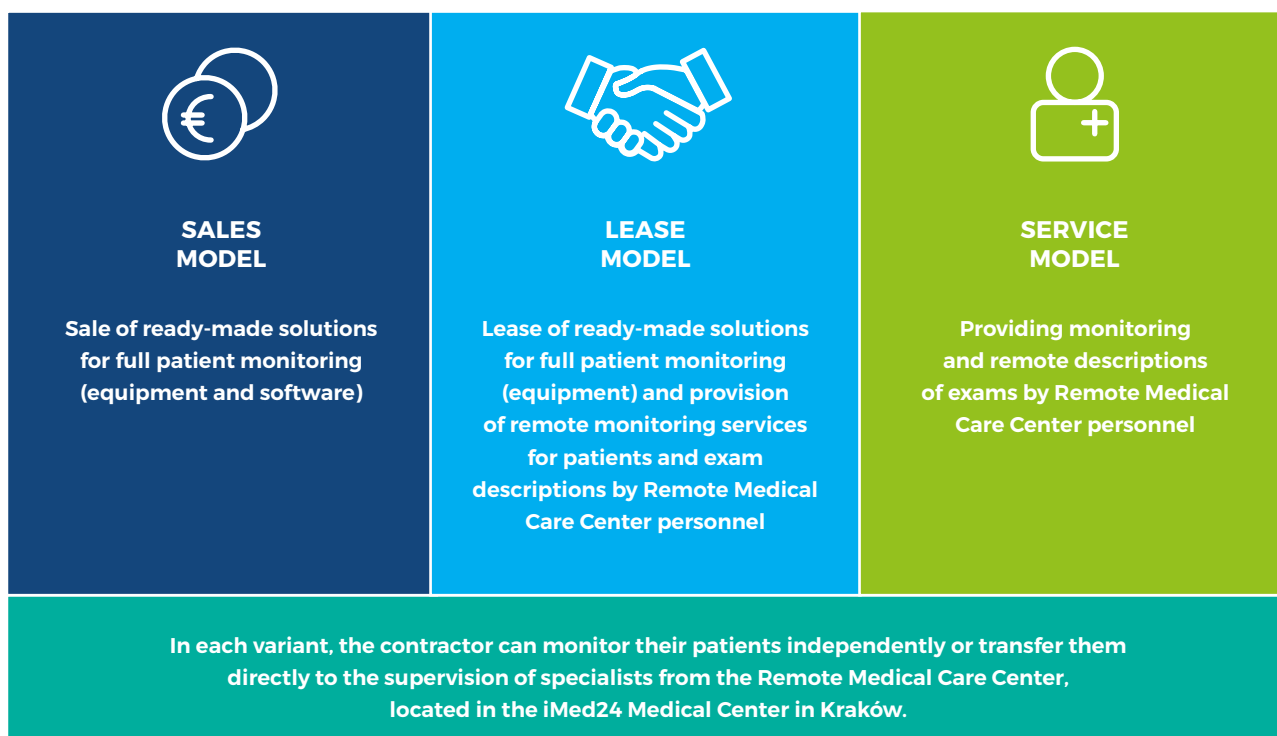 €
SALES
MODEL
Sale of ready-made solutions
for full patient monitoring
(equipment and software)
LEASE
MODEL
Lease of ready-made solutions
for full patient monitoring
(equipment) and provision
of remote monitoring services
for patients and exam
descriptions by Remote Medical
Care Center personnel
SERVICE
MODEL
Providing monitoring
and remote descriptions
of exams by Remote Medical
Care Center personnel
In each variant, the contractor can monitor their patients independently or transfer them
directly to the supervision of specialists from the Remote Medical Care Center,
located in the iMed24 Medical Center in Kraków.